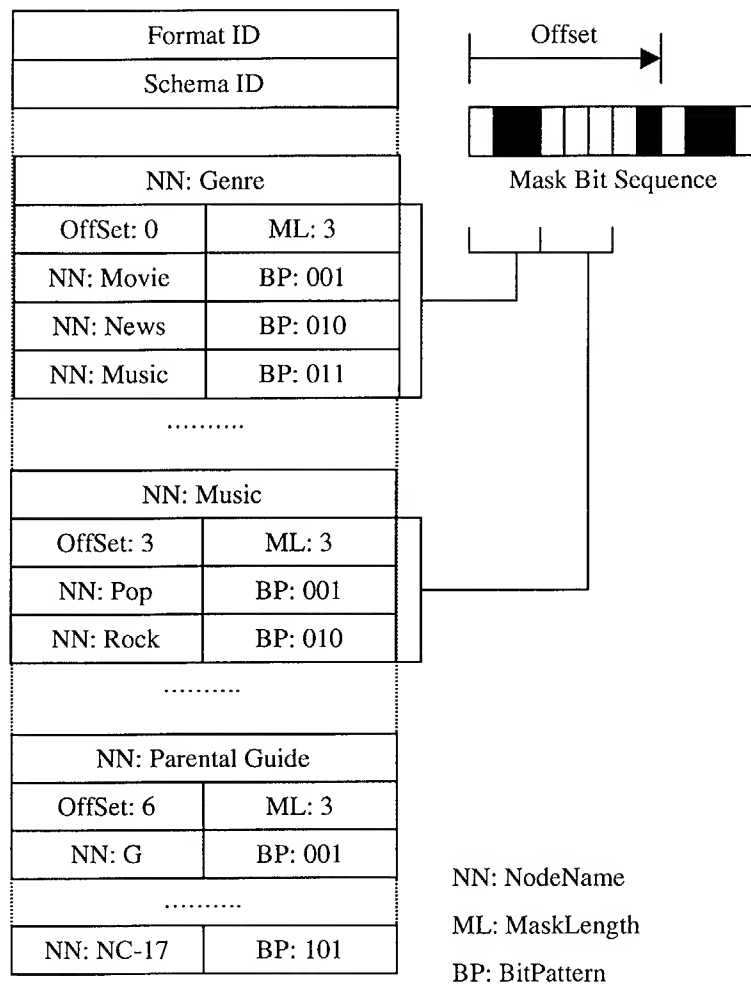 Format ID
Schema ID
Offset
Mask Bit Sequence
NN: Genre
OffSet: 0 ML: 3
NN: Movie BP: 001
NN: News BP: 010
NN: Music BP: 011
..........
NN: Music
OffSet: 3 ML: 3
NN: Pop BP: 001
NN: Rock BP: 010
..........
NN: Parental Guide
OffSet: 6 ML: 3
NN: G BP: 001
..........
NN: NC-17 BP: 101
NN: NodeName
ML: MaskLength
BP: BitPattern